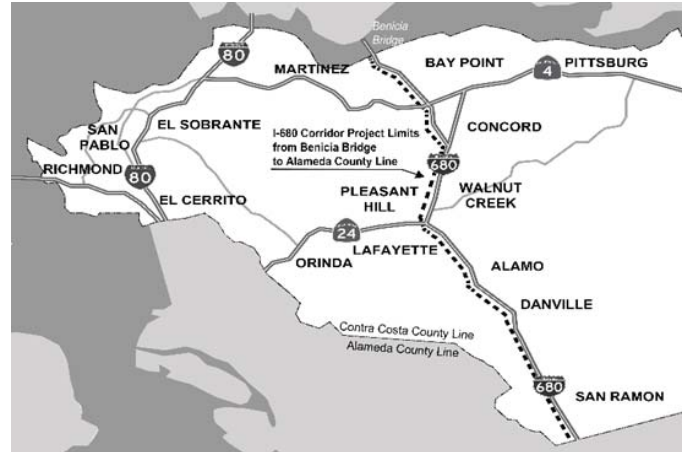 Benicia
Bridge
80
MARTINEZ
BAY POINT
4
PITTSBURG
SAN
PABLO
EL SOBRANTE
I-680 Corridor Project Limits
from Benicia Bridge
to Alameda County Line
CONCORD
680
RICHMOND
80
EL CERRITO
PLEASANT
HILL
WALNUT
CREEK
24
LAFAYETTE
ORINDA
ALAMO
DANVILLE
Contra Costa County Line
Alameda County Line
680
SAN RAMON